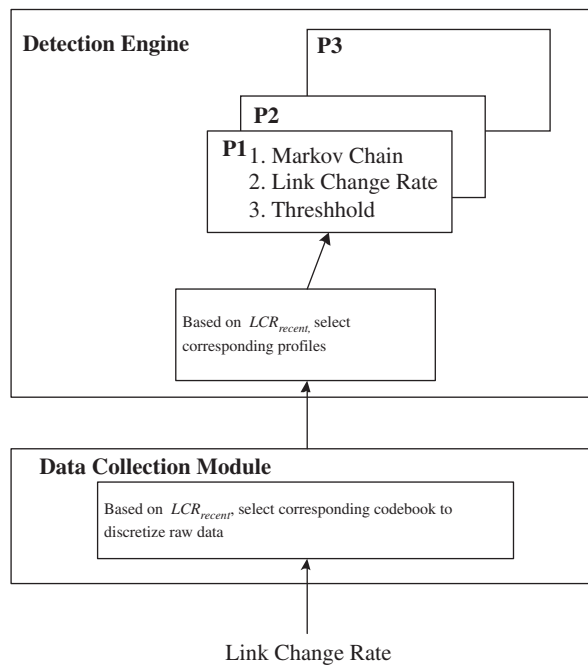 Detection Engine
P3
P2
P1
1. Markov Chain
2. Link Change Rate
3. Threshhold
Based on LCRrecent, select
corresponding profiles
Data Collection Module
Based on LCRrecent, select corresponding codebook to
discretize raw data
Link Change Rate